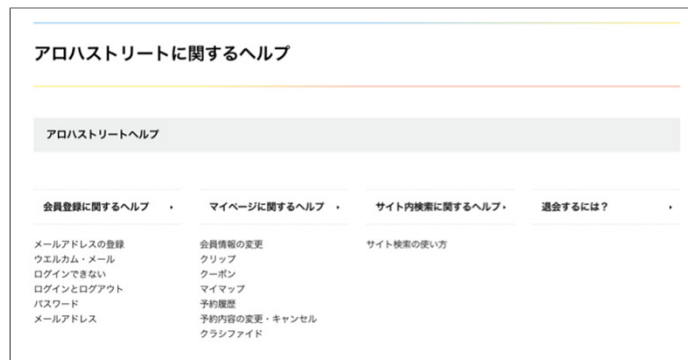 アロハストリートに関するヘルプ
アロハストリートヘルプ
会員登録に関するヘルプ
メールアドレスの登録
ウエルカム・メール
ログインできない
ログインとログアウト
パスワード
メールアドレス
マイページに関するヘルプ
会員情報の変更
クリップ
クーポン
マイマップ
予約履歴
予約内容の変更・キャンセル
クラシファイド
サイト内検索に関するヘルプ
サイト検索の使い方
退会するには？